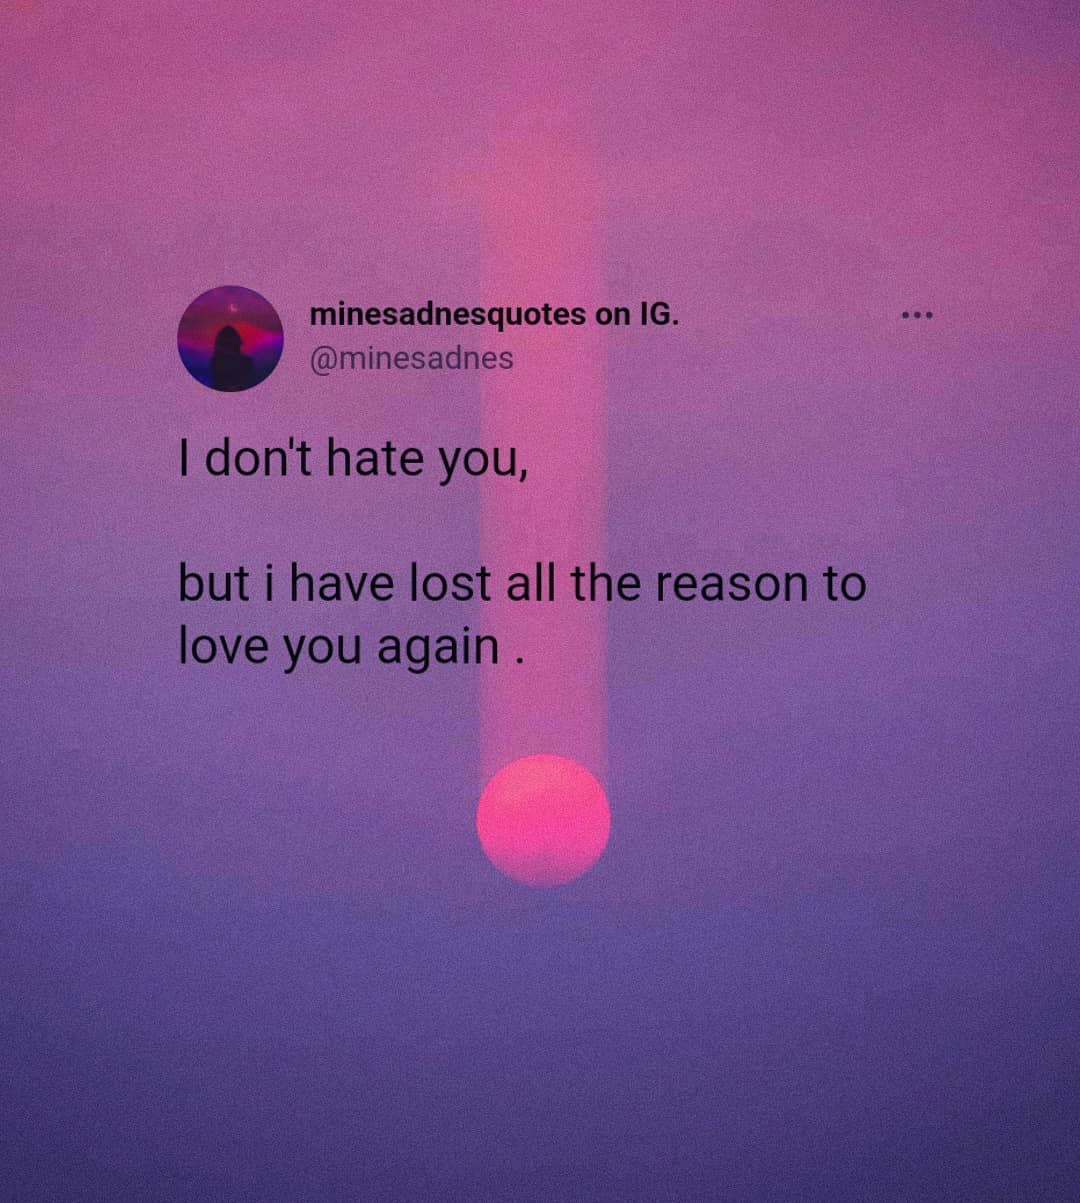 minesadnesquotes on IG.
@minesadnes
I don't hate you,
but i have lost all the reason to
love you again .